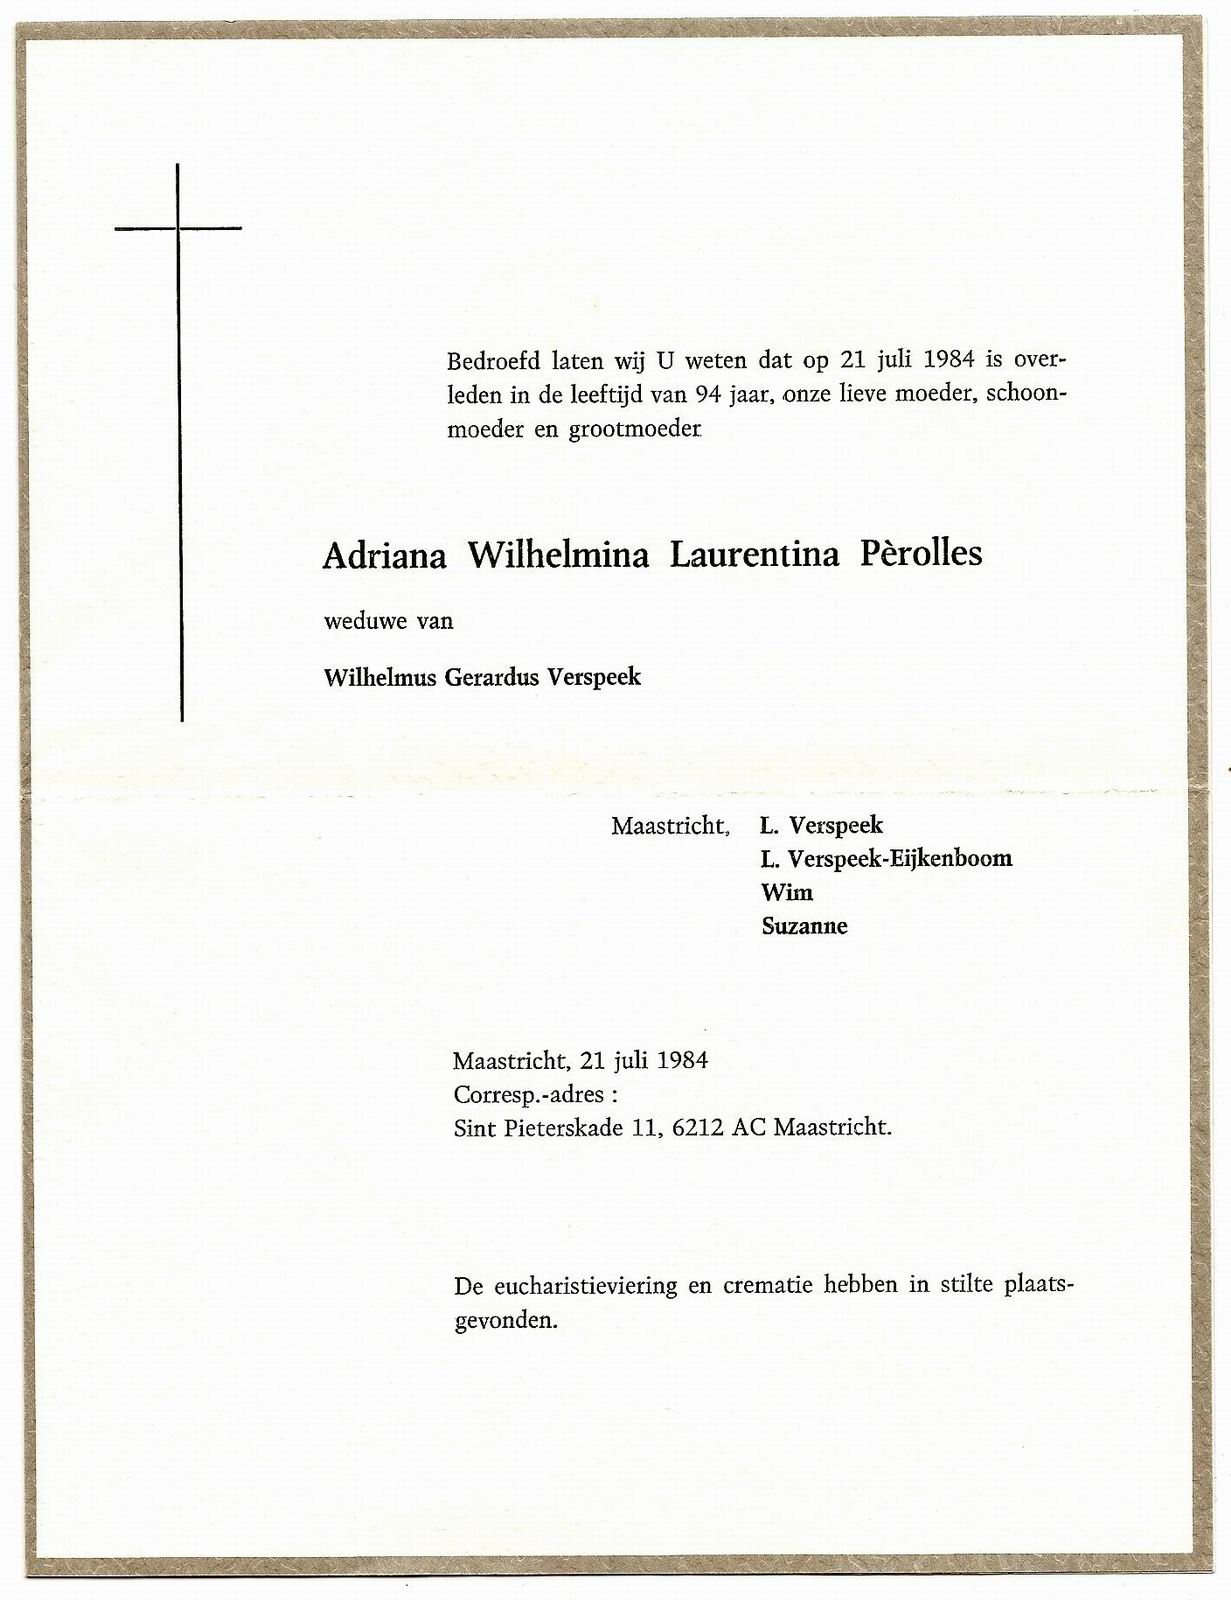 Bedroefd laten wij U weten dat op 21 juli 1984 is over-
leden in de leeftijd van 94 jaar, onze lieve moeder, schoon-
moeder en grootmoeder
Adriana Wilhelmina Laurentina Pèrolles
weduwe van
Wilhelmus Gerardus Verspeek
Maastricht, L. Verspeek
L. Verspeek-Eijkenboom
Wim
Suzanne
Maastricht, 21 juli 1984
Corresp.-adres :
Sint Pieterskade 11, 6212 AC Maastricht.
De eucharistieviering en crematie hebben in stilte plaats-
gevonden.